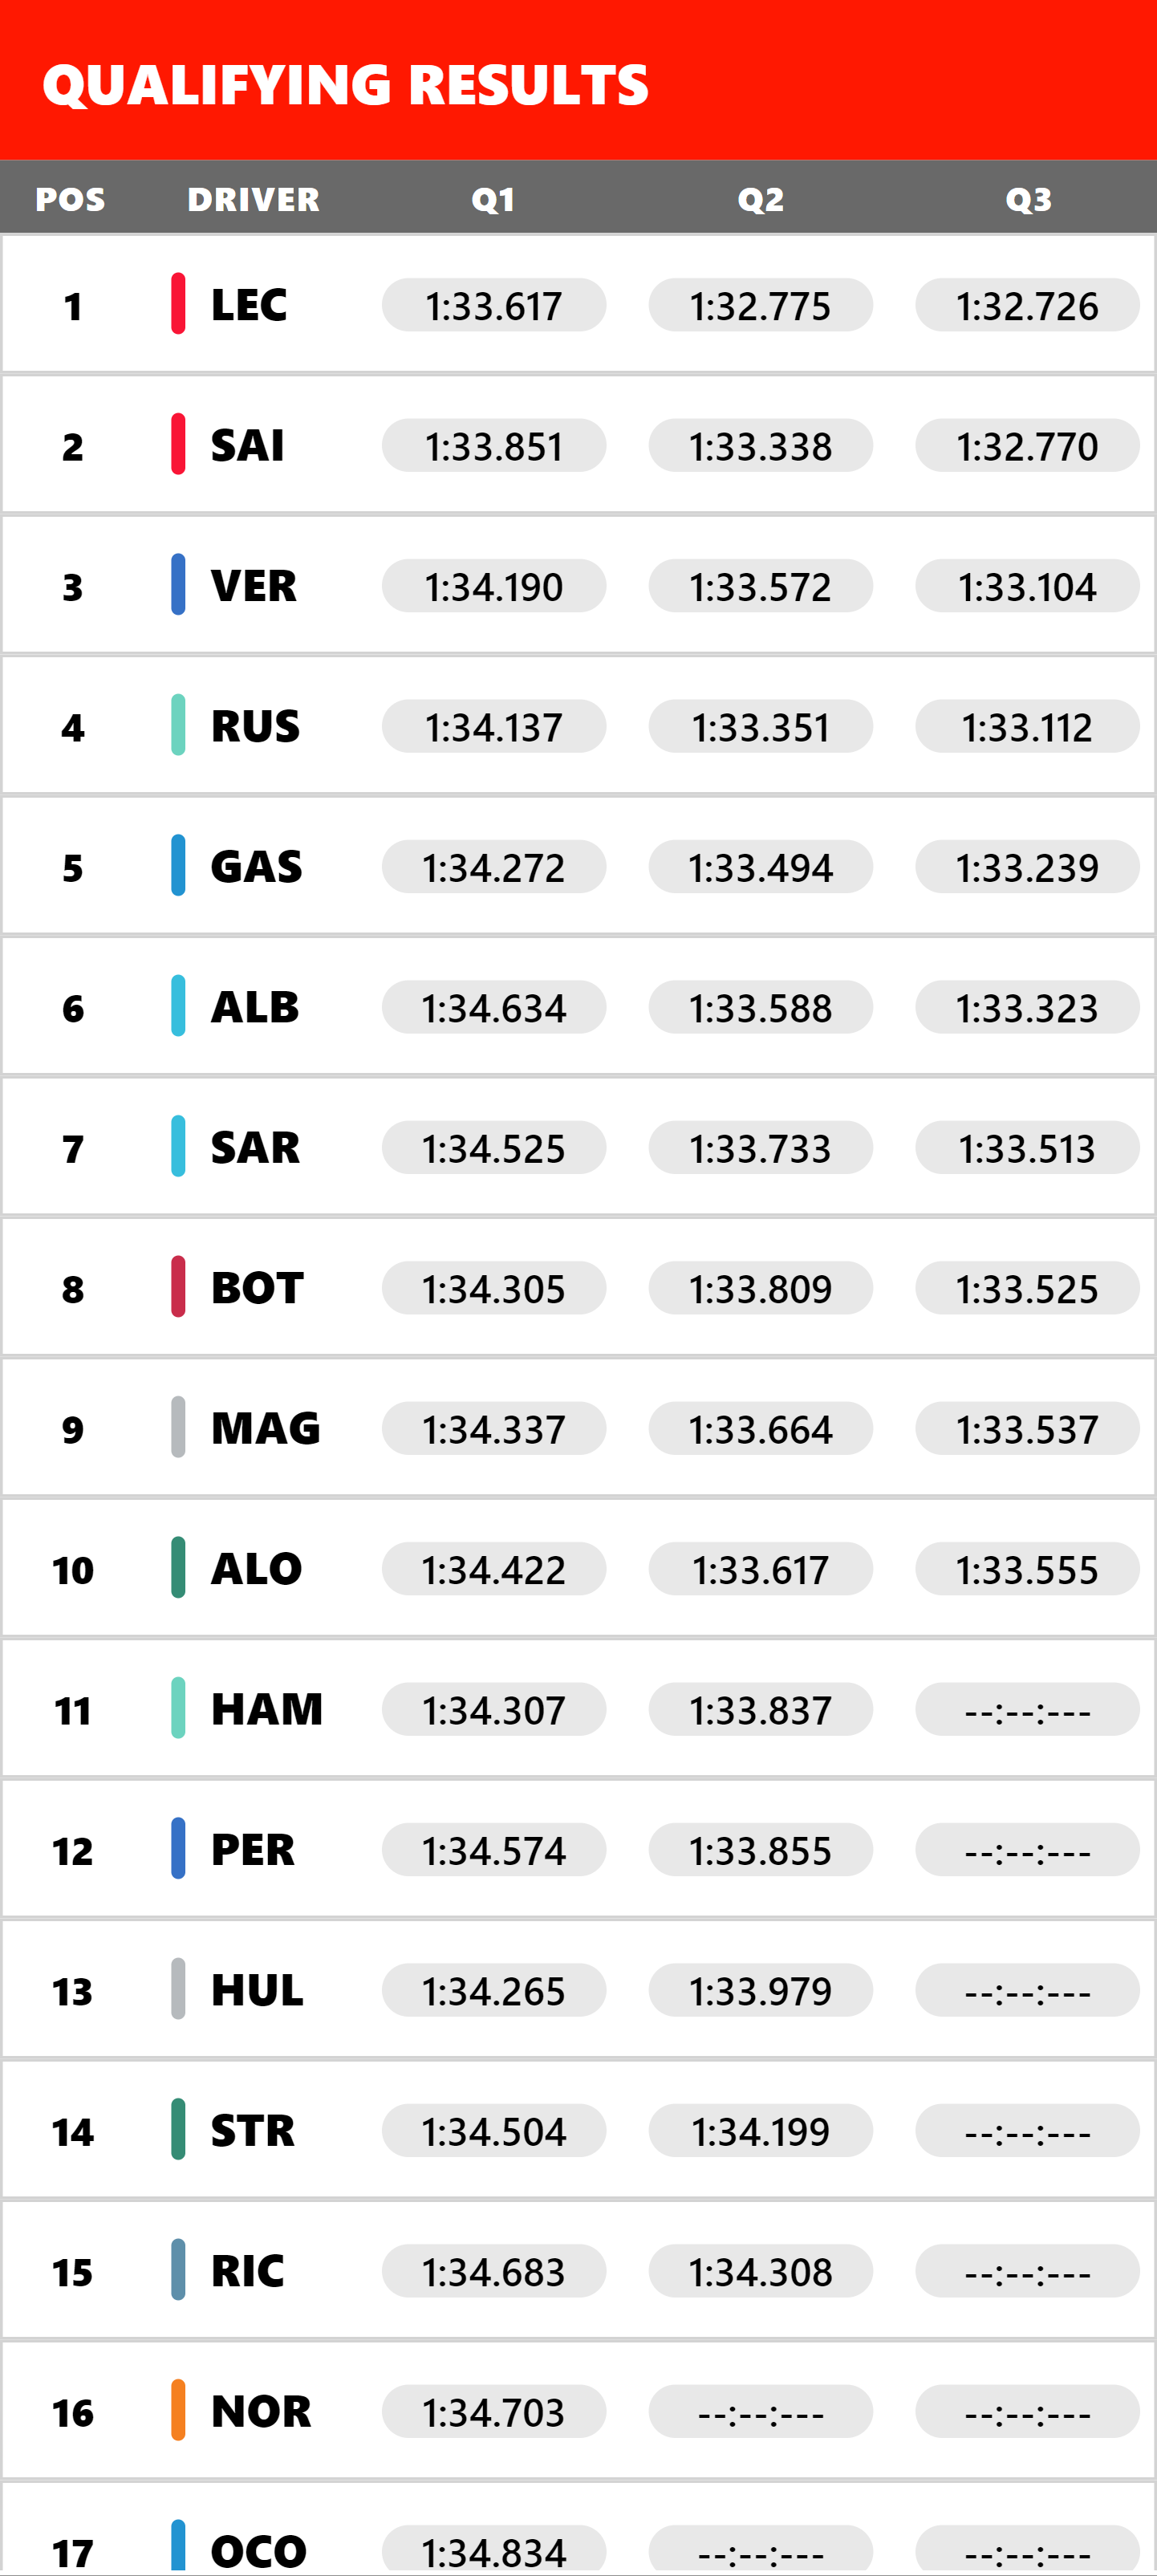 QUALIFYING RESULTS
POS DRIVER Q1 Q2 Q3
1 LEC 1:33.617 1:32.775 1:32.726
2 SAI 1:33.851 1:33.338 1:32.770
3 VER 1:34.190 1:33.572 1:33.104
4 RUS 1:34.137 1:33.351 1:33.112
5 GAS 1:34.272 1:33.494 1:33.239
6 ALB 1:34.634 1:33.588 1:33.323
7 SAR 1:34.525 1:33.733 1:33.513
8 BOT 1:34.305 1:33.809 1:33.525
9 MAG 1:34.337 1:33.664 1:33.537
10 ALO 1:34.422 1:33.617 1:33.555
11 HAM 1:34.307 1:33.837 --:--:---
12 PER 1:34.574 1:33.855 --:--:---
13 HUL 1:34.265 1:33.979 --:--:---
14 STR 1:34.504 1:34.199 --:--:---
15 RIC 1:34.683 1:34.308 --:--:---
16 NOR 1:34.703 --:--:--- --:--:---
17 OCO 1:34.834 --:--:--- --:--:---